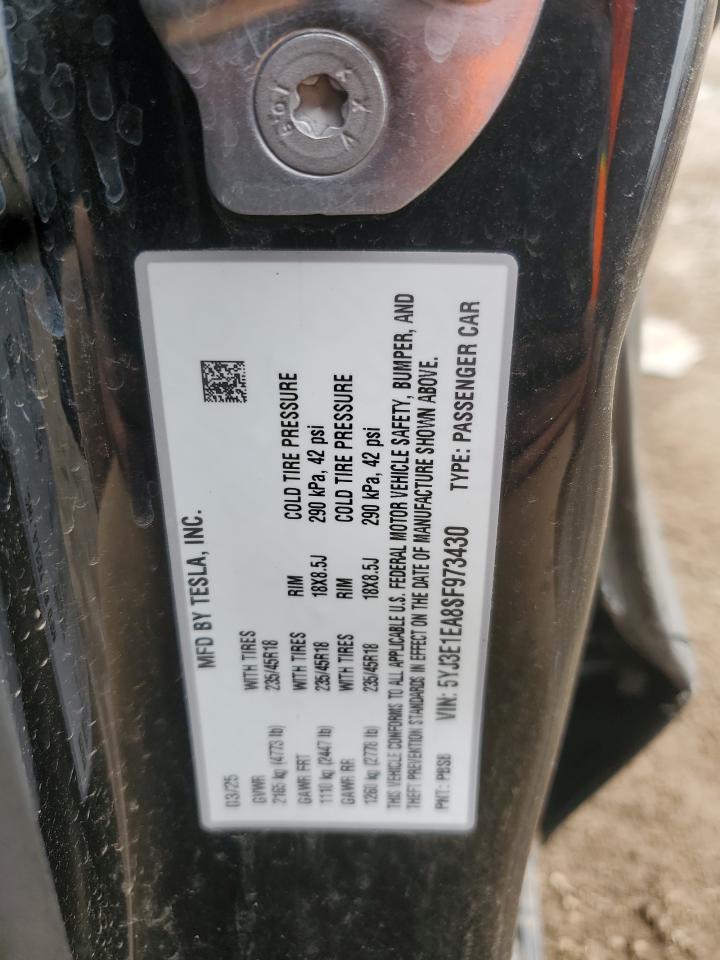 MFD BY TESLA, INC.
03/25
GVWR WITH TIRES
2165 kg (4773 lb) 235/45R18
GAWR FRT WITH TIRES RIM COLD TIRE PRESSURE
1110 kg (2447 lb) 235/45R18 18X8.5J 290 kPa, 42 psi
GAWR RR WITH TIRES RIM COLD TIRE PRESSURE
1260 kg (2778 lb) 235/45R18 18X8.5J 290 kPa, 42 psi
THIS VEHICLE CONFORMS TO ALL APPLICABLE U.S. FEDERAL MOTOR VEHICLE SAFETY, BUMPER, AND
THEFT PREVENTION STANDARDS IN EFFECT ON THE DATE OF MANUFACTURE SHOWN ABOVE.
PNT: PBSB VIN: 5YJ3E1EA8SF973430 TYPE: PASSENGER CAR